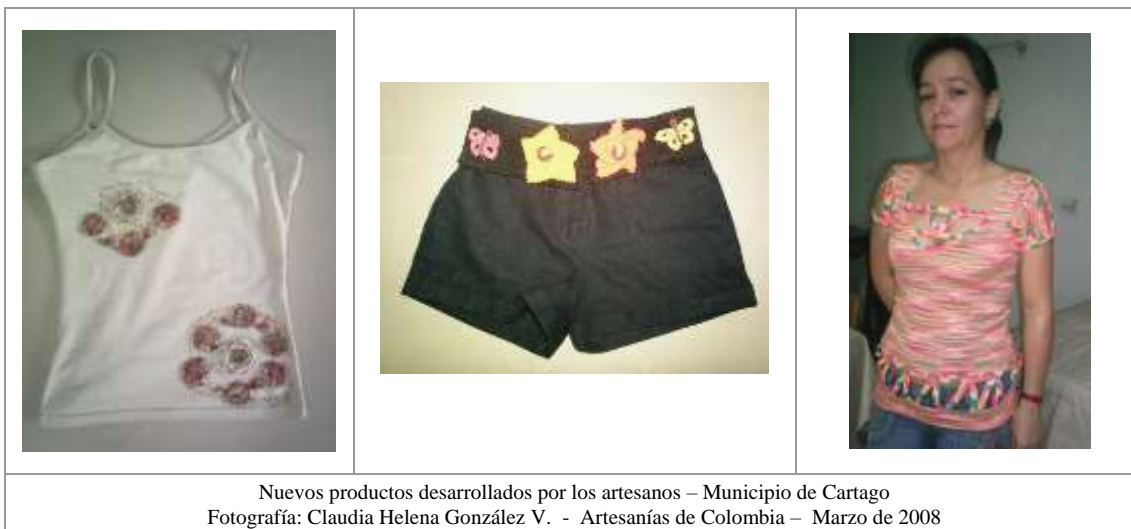 Nuevos productos desarrollados por los artesanos – Municipio de Cartago
Fotografía: Claudia Helena González V. - Artesanías de Colombia – Marzo de 2008